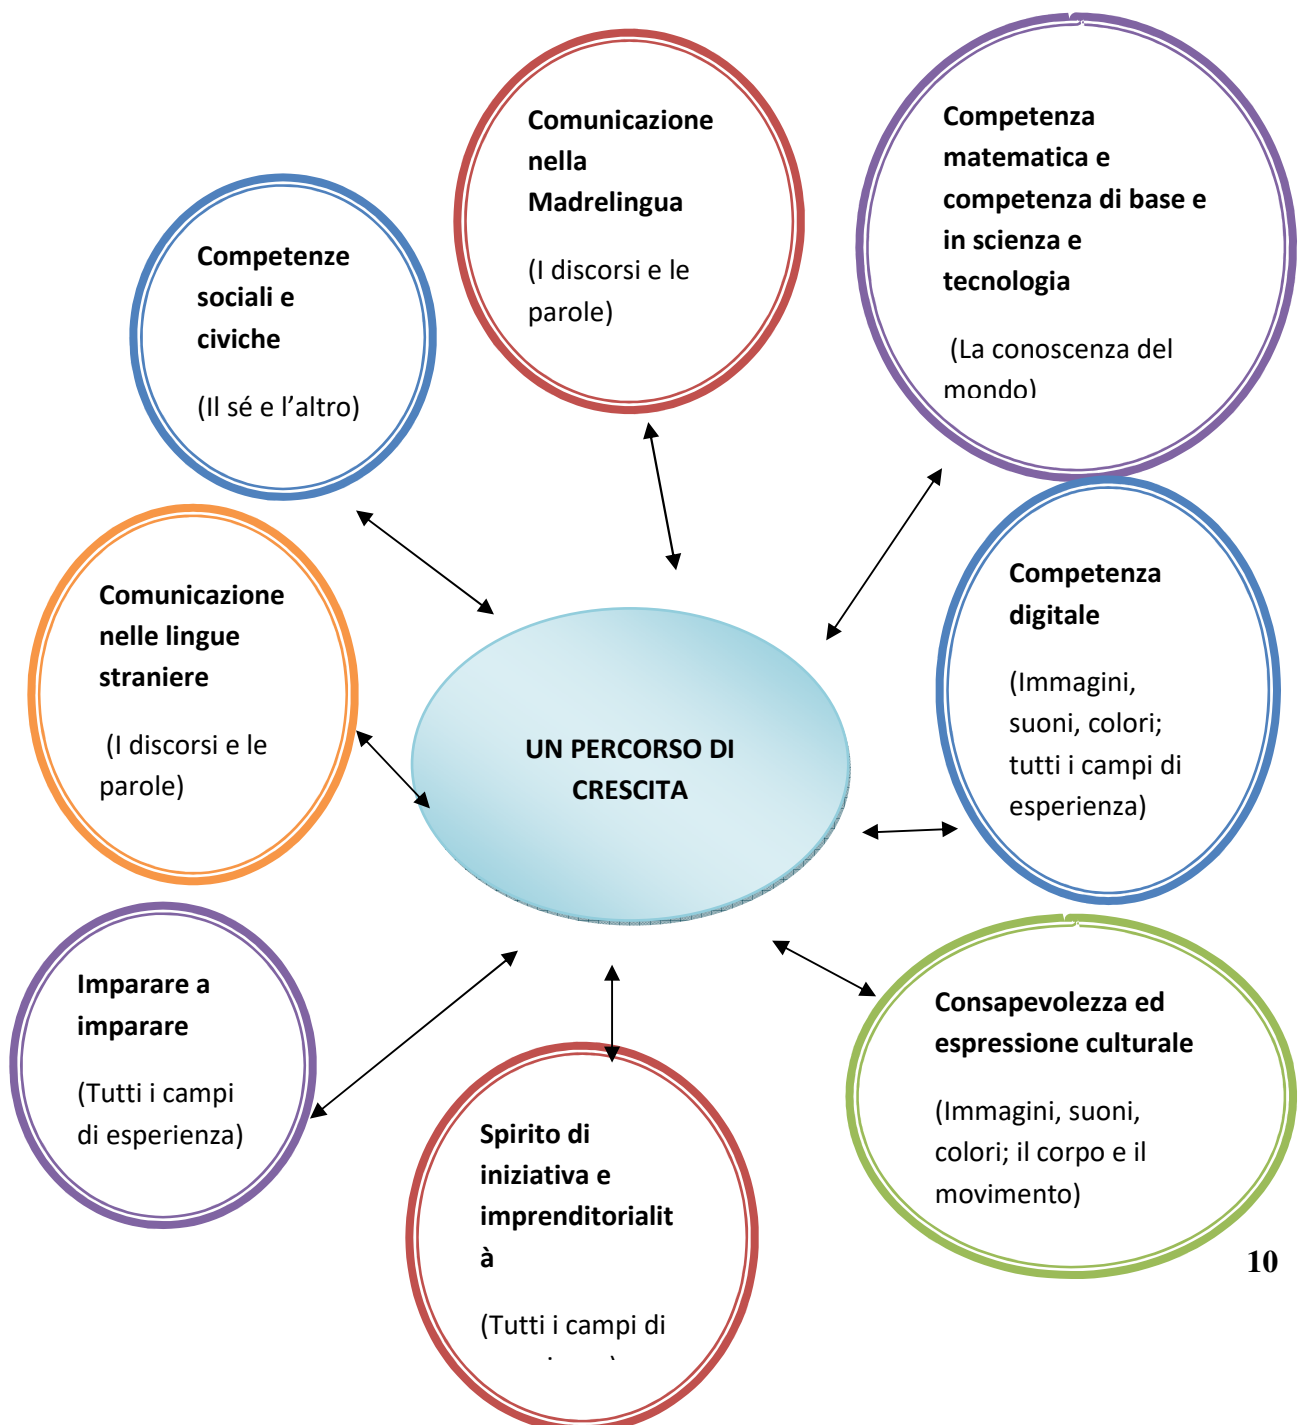 Comunicazione
nella
Madrelingua
(I discorsi e le
parole)
Competenza
matematica e
competenza di base e
in scienza e
tecnologia
(La conoscenza del
mondo)
Competenze
sociali e
civiche
(Il sé e l’altro)
Comunicazione
nelle lingue
straniere
(I discorsi e le
parole)
Competenza
digitale
(Immagini,
suoni, colori;
tutti i campi di
esperienza)
UN PERCORSO DI
CRESCITA
Imparare a
imparare
(Tutti i campi
di esperienza)
Spirito di
iniziativa e
imprenditorialit
à
(Tutti i campi di
Consapevolezza ed
espressione culturale
(Immagini, suoni,
colori; il corpo e il
movimento)
10